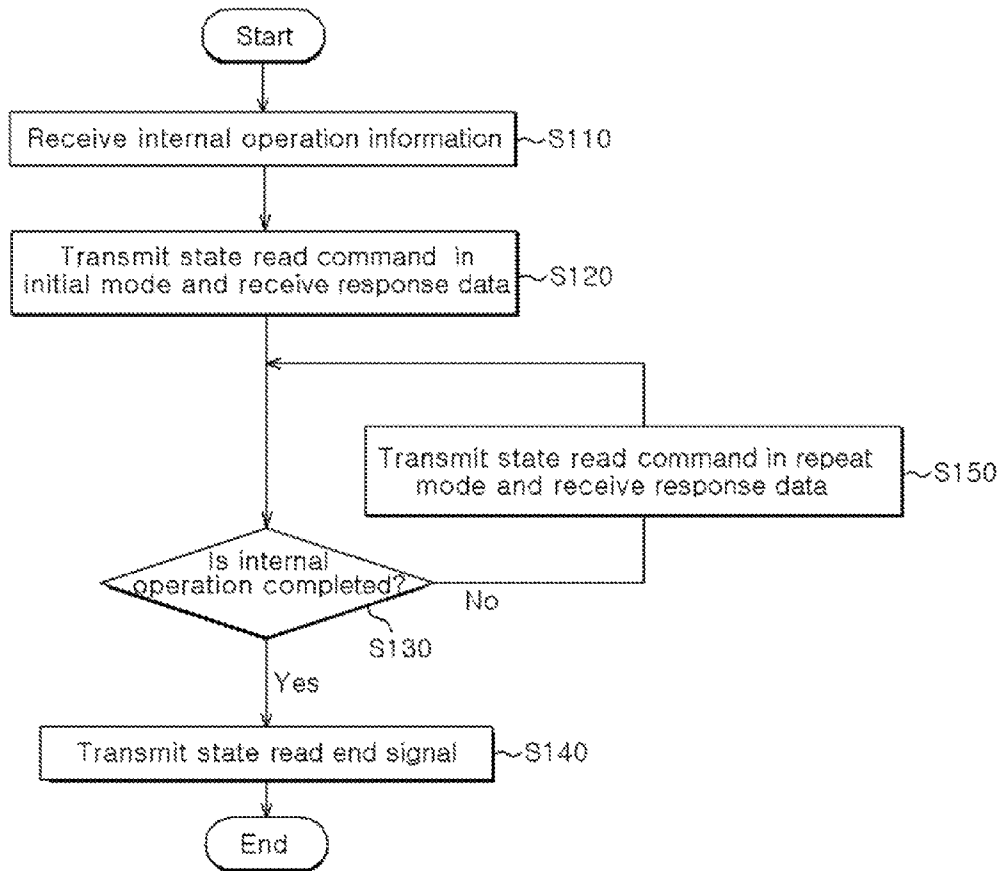 Start
Receive internal operation information
S110
Transmit state read command in
initial mode and receive response data
S120
Transmit state read command in repeat
mode and receive response data
S150
Is internal
operation completed?
No
S130
Yes
Transmit state read end signal
S140
End